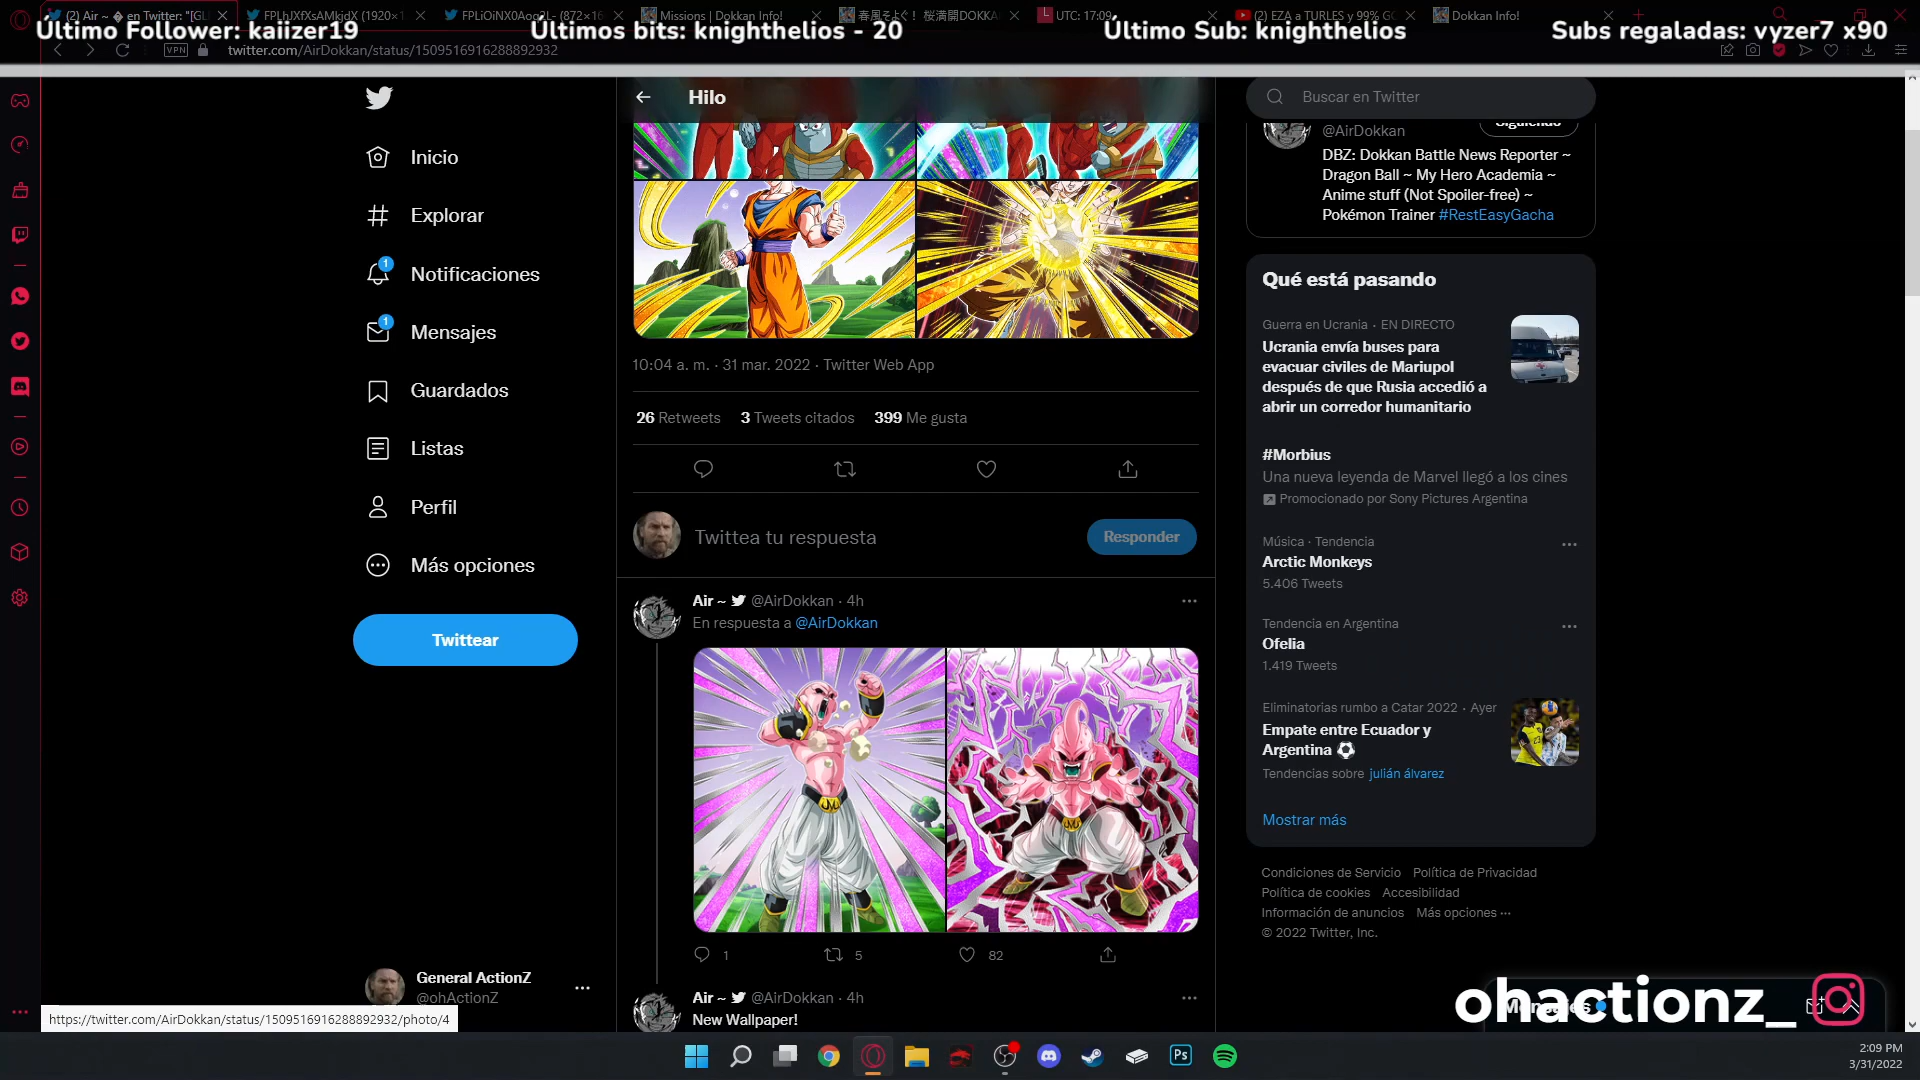 (2) Air ~ � en Twitter: "[GL
FPLhJXfXsAMkjdX (1920×1
FPLiOiNX0Aog2L- (872×16
Missions | Dokkan Info!
春風そよぐ！ 桜満開DOKKA
UTC: 17:09
(2) EZA a TURLES y 99% GO
Dokkan Info!
Último Follower: kaiizer19
Últimos bits: knighthelios - 20
Último Sub: knighthelios
Subs regaladas: vyzer7 x90
VPN
twitter.com/AirDokkan/status/1509516916288892932
Hilo
Buscar en Twitter
Inicio
Explorar
1
Notificaciones
1
Mensajes
Guardados
Listas
Perfil
Más opciones
Twittear
General ActionZ
@ohActionZ
10:04 a. m. · 31 mar. 2022 · Twitter Web App
26 Retweets 3 Tweets citados 399 Me gusta
Twittea tu respuesta
Responder
Air ~ @AirDokkan · 4h
En respuesta a @AirDokkan
1
5
82
Air ~ @AirDokkan · 4h
New Wallpaper!
Siguiendo
@AirDokkan
DBZ: Dokkan Battle News Reporter ~
Dragon Ball ~ My Hero Academia ~
Anime stuff (Not Spoiler-free) ~
Pokémon Trainer #RestEasyGacha
Qué está pasando
Guerra en Ucrania · EN DIRECTO
Ucrania envía buses para
evacuar civiles de Mariupol
después de que Rusia accedió a
abrir un corredor humanitario
#Morbius
Una nueva leyenda de Marvel llegó a los cines
Promocionado por Sony Pictures Argentina
Música · Tendencia
Arctic Monkeys
5.406 Tweets
Tendencia en Argentina
Ofelia
1.419 Tweets
Eliminatorias rumbo a Catar 2022 · Ayer
Empate entre Ecuador y
Argentina ⚽
Tendencias sobre julián álvarez
Mostrar más
Condiciones de Servicio Política de Privacidad
Política de cookies Accesibilidad
Información de anuncios Más opciones ···
© 2022 Twitter, Inc.
Mensajes
ohactionz_
https://twitter.com/AirDokkan/status/1509516916288892932/photo/4
Ps
2:09 PM
3/31/2022